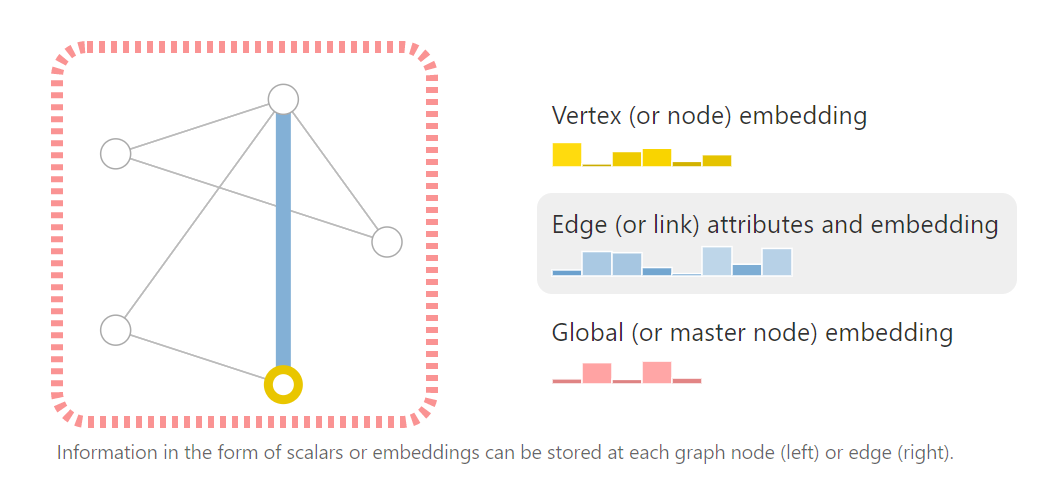 Vertex (or node) embedding
Edge (or link) attributes and embedding
Global (or master node) embedding
Information in the form of scalars or embeddings can be stored at each graph node (left) or edge (right).